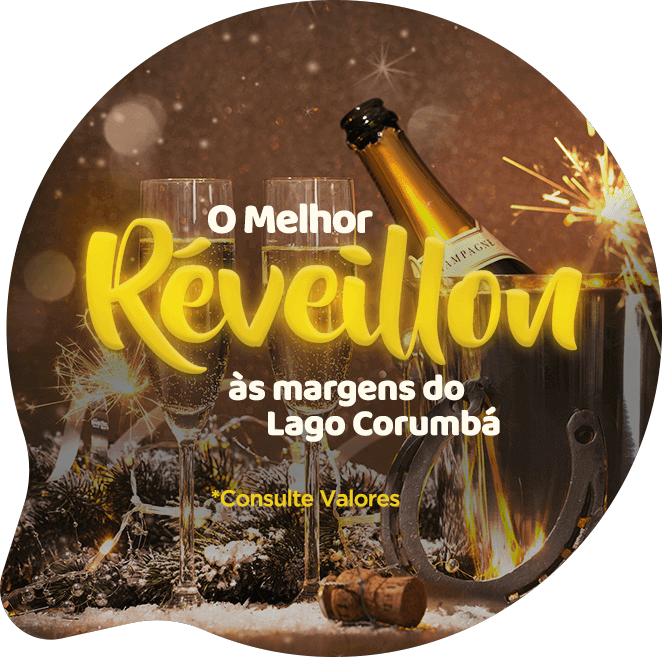 O Melhor
Réveillon
às margens do
Lago Corumbá
*Consulte Valores